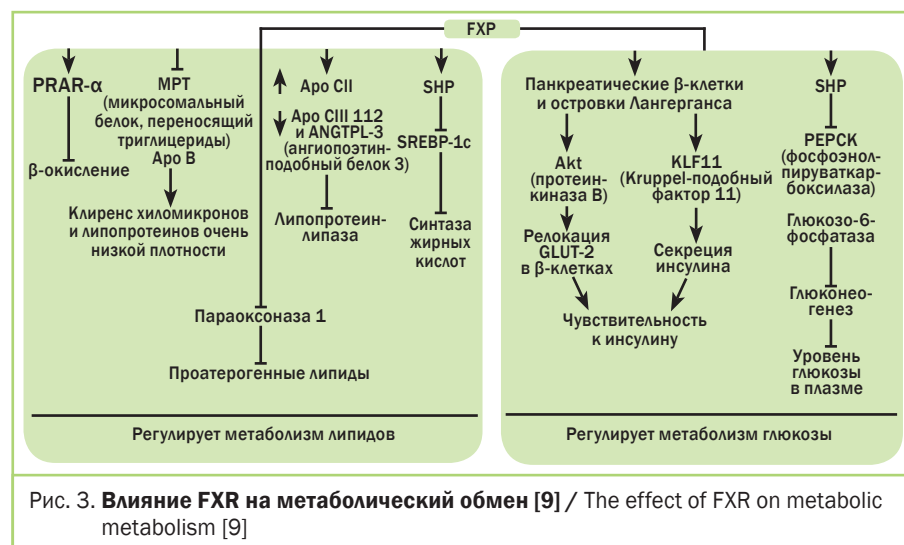 FXP
PRAR-α
β-окисление
МРТ
(микросомальный
белок, переносящий
триглицериды)
Apo B
Клиренс хиломикронов
и липопротеинов очень
низкой плотности
Apo CII
Apo CIII 112
и ANGTPL-3
(ангиопоэтин-
подобный белок 3)
Липопротеин-
липаза
SHP
SREBP-1c
Синтаза
жирных
кислот
Параоксоназа 1
Проатерогенные липиды
Регулирует метаболизм липидов
Панкреатические β-клетки
и островки Лангерганса
Akt
(протеин-
киназа B)
Релокация
GLUT-2
в β-клетках
KLF11
(Kruppel-подобный
фактор 11)
Секреция
инсулина
Чувствительность
к инсулину
SHP
PEPCK
(фосфоэнол-
пируваткар-
боксилаза)
Глюкозо-6-
фосфатаза
Глюконео-
генез
Уровень
глюкозы
в плазме
Регулирует метаболизм глюкозы
Рис. 3. Влияние FXR на метаболический обмен [9] / The effect of FXR on metabolic
metabolism [9]